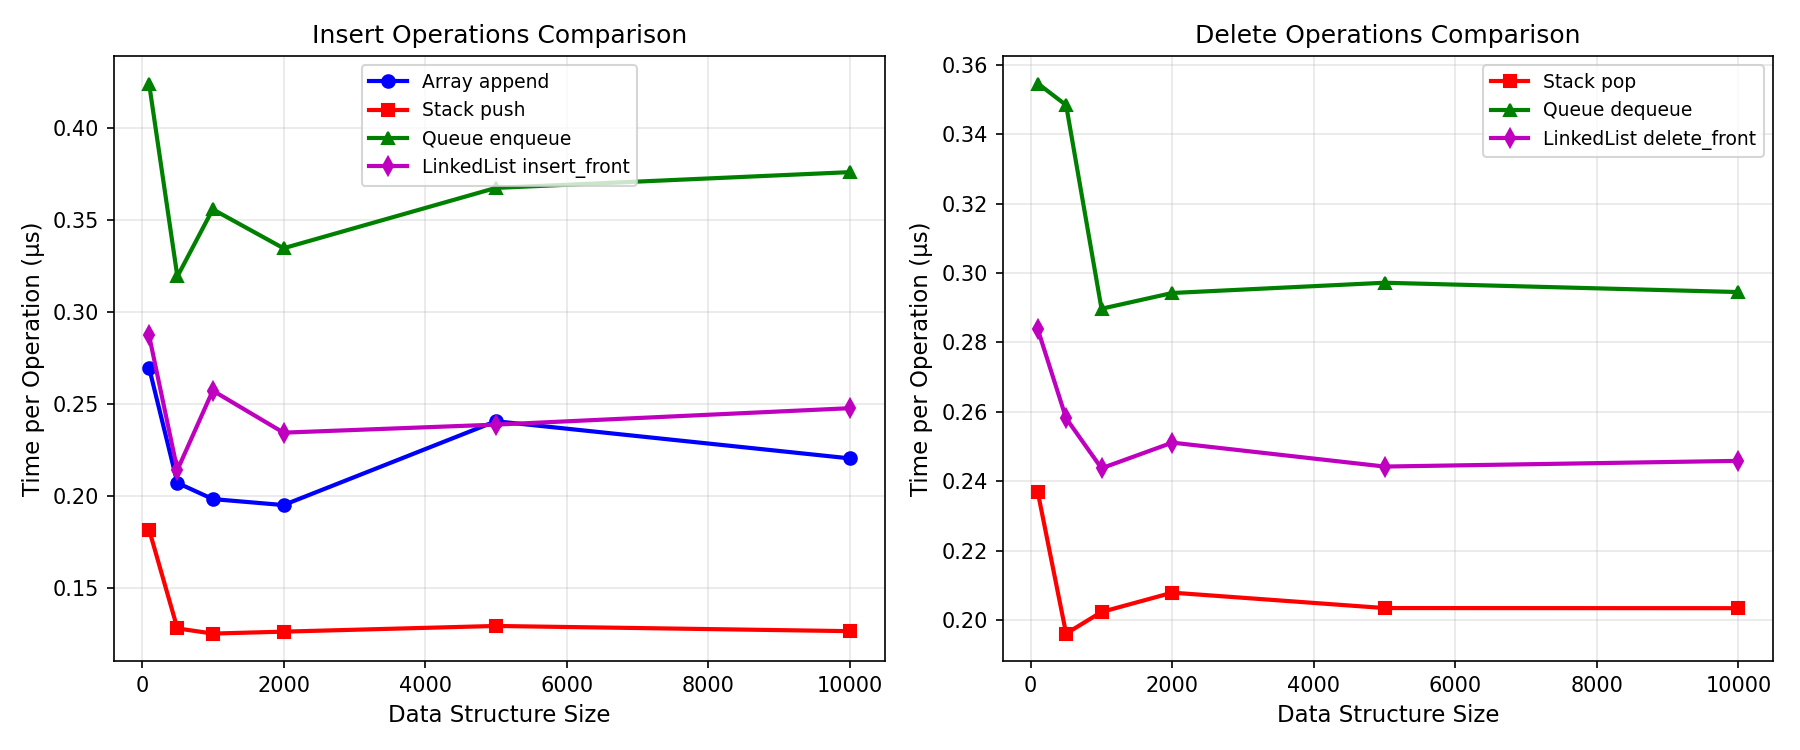 Insert Operations Comparison
Array append
Stack push
Queue enqueue
LinkedList insert_front
Time per Operation (μs)
0.40
0.35
0.30
0.25
0.20
0.15
0
2000
4000
6000
8000
10000
Data Structure Size
Delete Operations Comparison
Stack pop
Queue dequeue
LinkedList delete_front
Time per Operation (μs)
0.36
0.34
0.32
0.30
0.28
0.26
0.24
0.22
0.20
0
2000
4000
6000
8000
10000
Data Structure Size